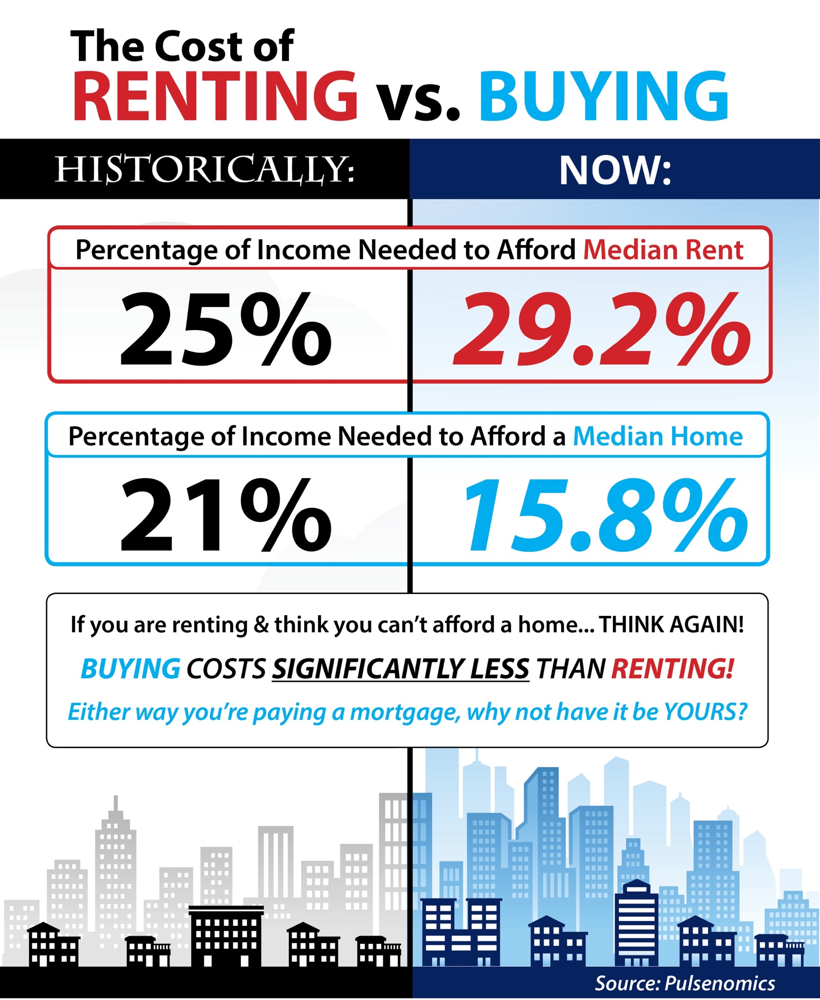 The Cost of
RENTING vs. BUYING
HISTORICALLY:
NOW:
Percentage of Income Needed to Afford Median Rent
25%
29.2%
Percentage of Income Needed to Afford a Median Home
21%
15.8%
If you are renting & think you can't afford a home... THINK AGAIN!
BUYING COSTS SIGNIFICANTLY LESS THAN RENTING!
Either way you're paying a mortgage, why not have it be YOURS?
Source: Pulsenomics